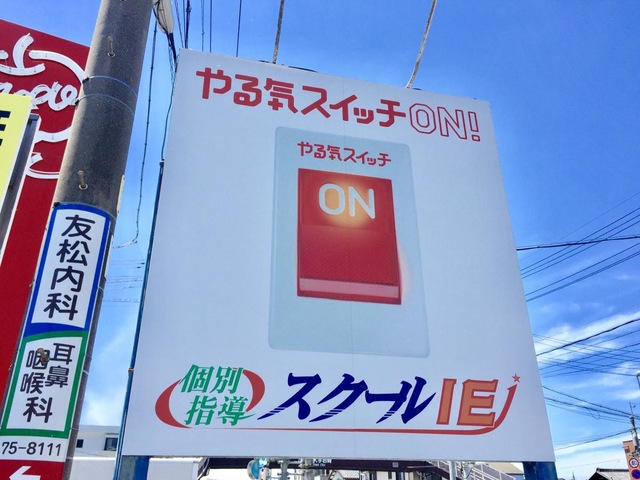 やる気スイッチON!
やる気スイッチ
ON
個別
指導
スクールIE
友松内科
耳鼻
咽喉科
75-8111